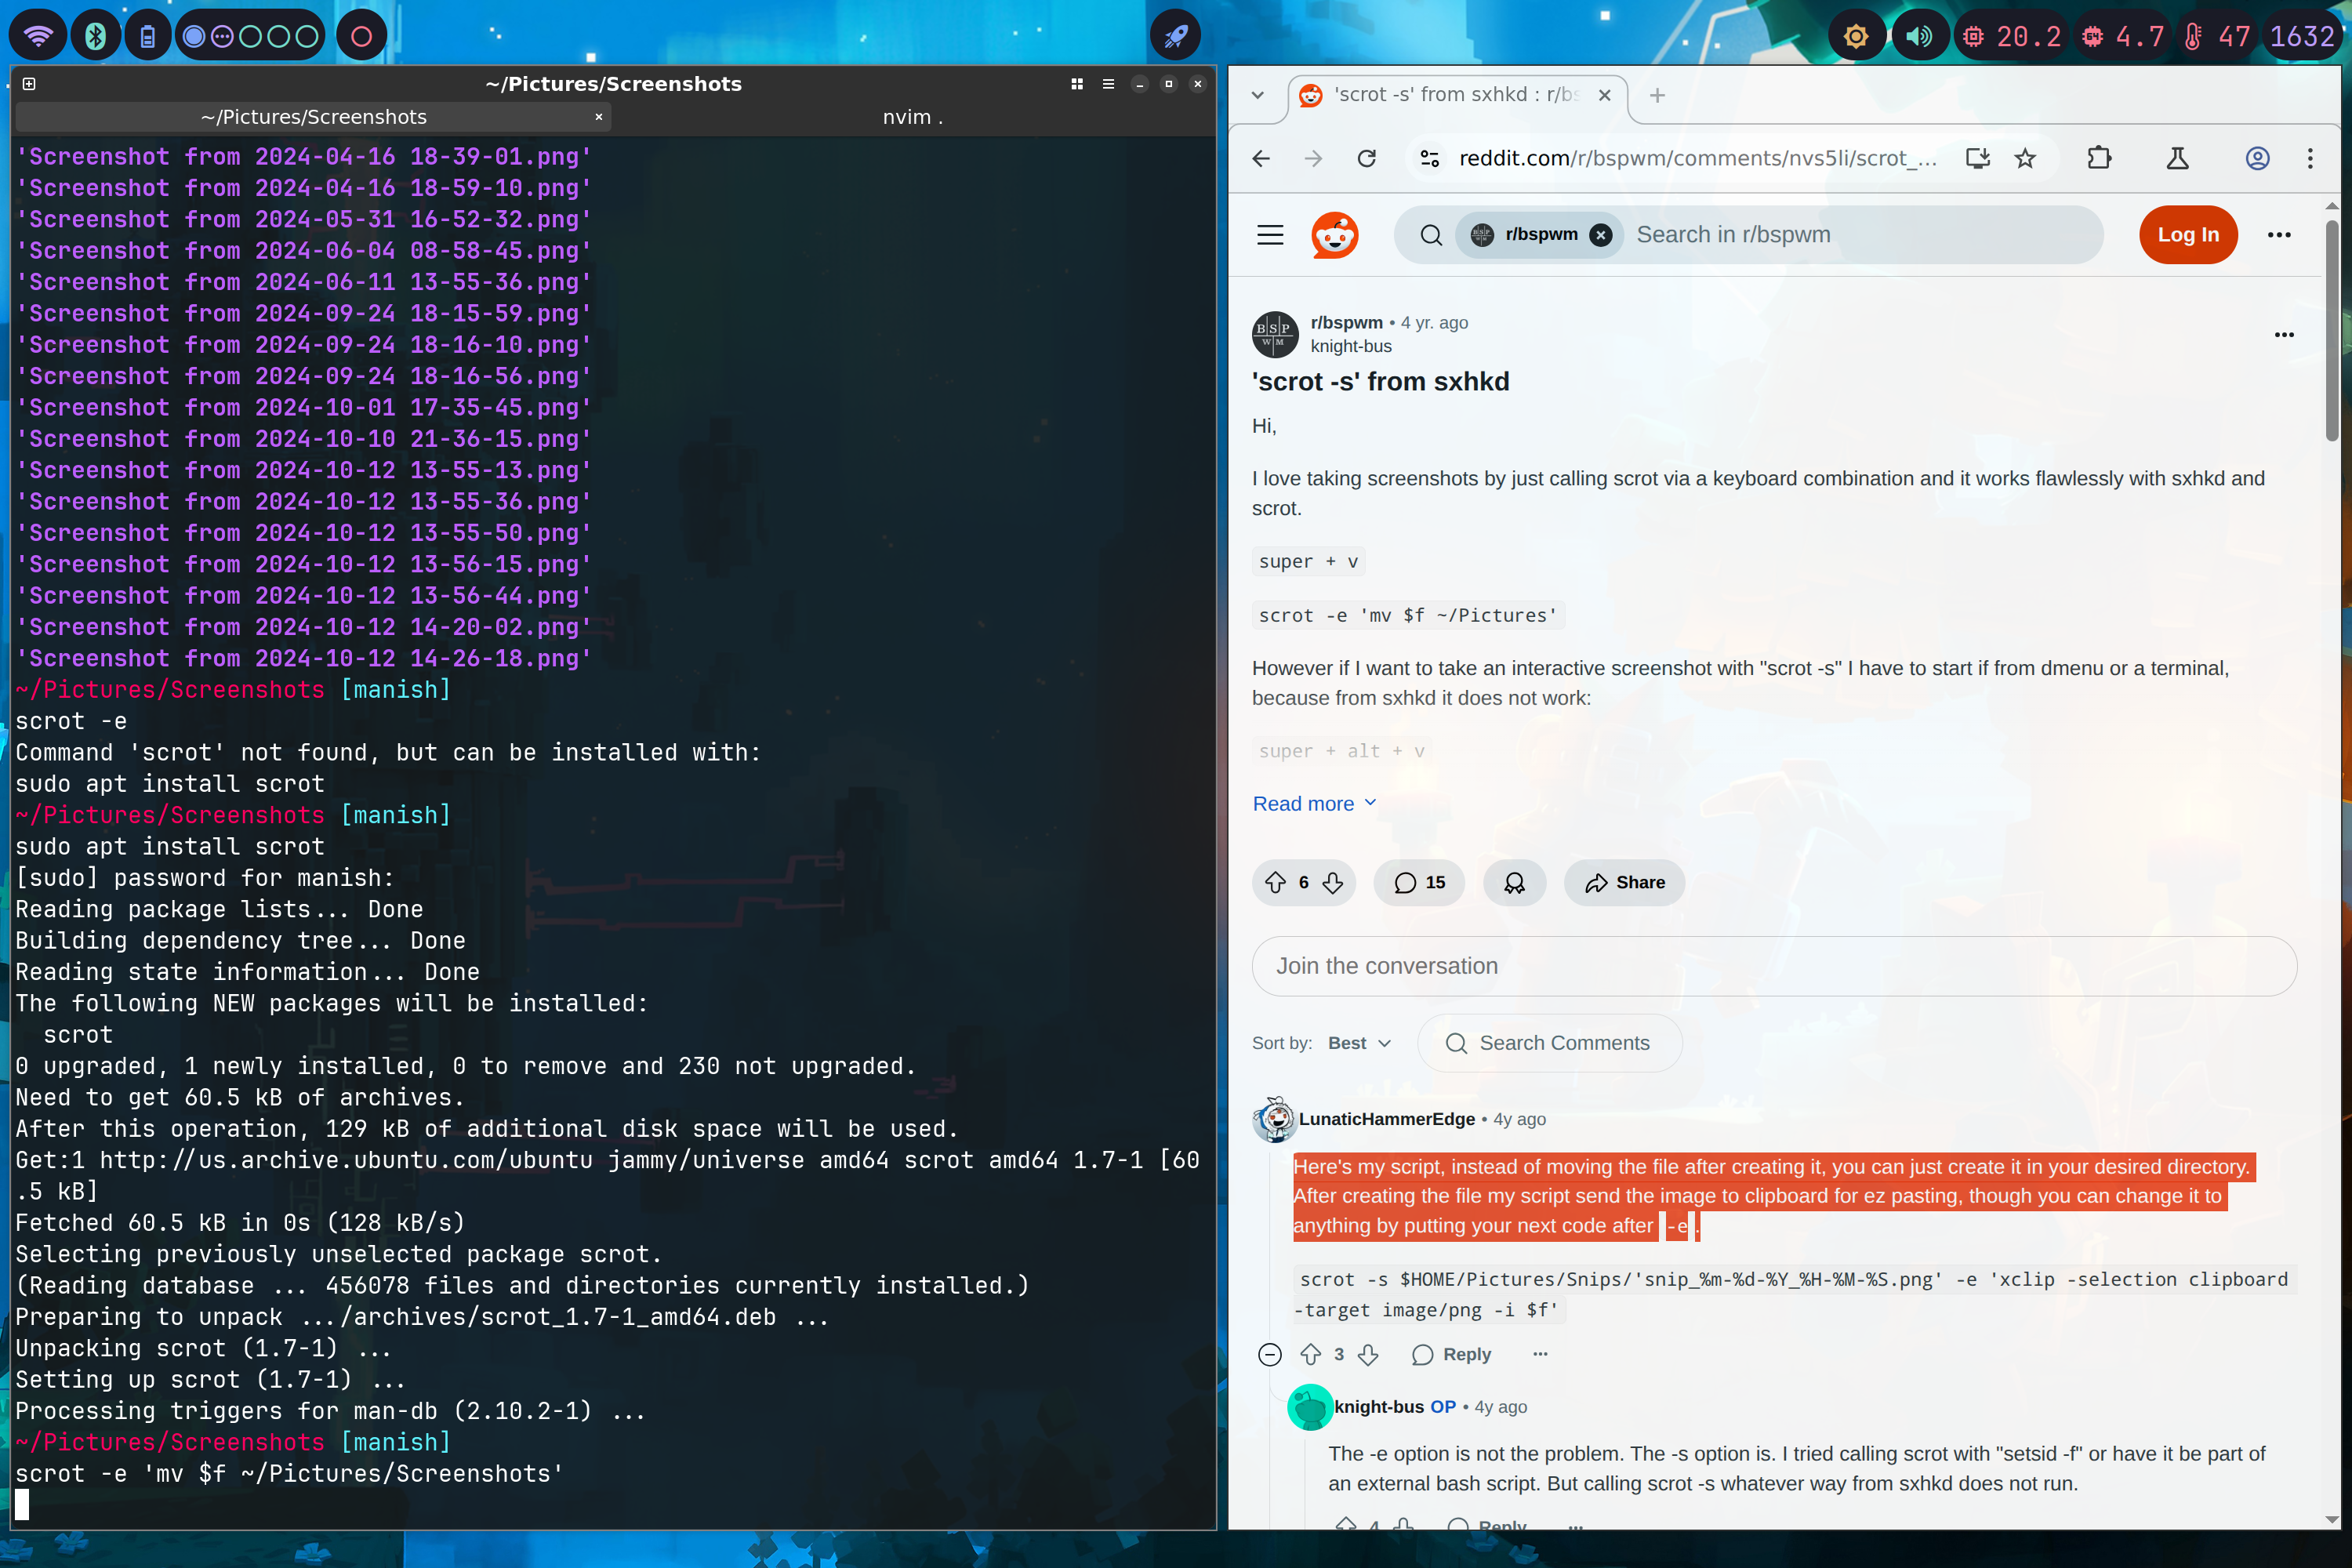 20.2
4.7
47
1632
~/Pictures/Screenshots
~/Pictures/Screenshots
nvim .
'Screenshot from 2024-04-16 18-39-01.png'
'Screenshot from 2024-04-16 18-59-10.png'
'Screenshot from 2024-05-31 16-52-32.png'
'Screenshot from 2024-06-04 08-58-45.png'
'Screenshot from 2024-06-11 13-55-36.png'
'Screenshot from 2024-09-24 18-15-59.png'
'Screenshot from 2024-09-24 18-16-10.png'
'Screenshot from 2024-09-24 18-16-56.png'
'Screenshot from 2024-10-01 17-35-45.png'
'Screenshot from 2024-10-10 21-36-15.png'
'Screenshot from 2024-10-12 13-55-13.png'
'Screenshot from 2024-10-12 13-55-36.png'
'Screenshot from 2024-10-12 13-55-50.png'
'Screenshot from 2024-10-12 13-56-15.png'
'Screenshot from 2024-10-12 13-56-44.png'
'Screenshot from 2024-10-12 14-20-02.png'
'Screenshot from 2024-10-12 14-26-18.png'
~/Pictures/Screenshots [manish]
scrot -e
Command 'scrot' not found, but can be installed with:
sudo apt install scrot
~/Pictures/Screenshots [manish]
sudo apt install scrot
[sudo] password for manish:
Reading package lists... Done
Building dependency tree... Done
Reading state information... Done
The following NEW packages will be installed:
scrot
0 upgraded, 1 newly installed, 0 to remove and 230 not upgraded.
Need to get 60.5 kB of archives.
After this operation, 129 kB of additional disk space will be used.
Get:1 http://us.archive.ubuntu.com/ubuntu jammy/universe amd64 scrot amd64 1.7-1 [60
.5 kB]
Fetched 60.5 kB in 0s (128 kB/s)
Selecting previously unselected package scrot.
(Reading database ... 456078 files and directories currently installed.)
Preparing to unpack .../archives/scrot_1.7-1_amd64.deb ...
Unpacking scrot (1.7-1) ...
Setting up scrot (1.7-1) ...
Processing triggers for man-db (2.10.2-1) ...
~/Pictures/Screenshots [manish]
scrot -e 'mv $f ~/Pictures/Screenshots'
'scrot -s' from sxhkd : r/bs
reddit.com/r/bspwm/comments/nvs5li/scrot_...
r/bspwm
Search in r/bspwm
Log In
BSP
WM
r/bspwm • 4 yr. ago
knight-bus
'scrot -s' from sxhkd
Hi,
I love taking screenshots by just calling scrot via a keyboard combination and it works flawlessly with sxhkd and
scrot.
super + v
scrot -e 'mv $f ~/Pictures'
However if I want to take an interactive screenshot with "scrot -s" I have to start if from dmenu or a terminal,
because from sxhkd it does not work:
super + alt + v
Read more
6
15
Share
Join the conversation
Sort by: Best
Search Comments
LunaticHammerEdge • 4y ago
Here's my script, instead of moving the file after creating it, you can just create it in your desired directory.
After creating the file my script send the image to clipboard for ez pasting, though you can change it to
anything by putting your next code after -e.
scrot -s $HOME/Pictures/Snips/'snip_%m-%d-%Y_%H-%M-%S.png' -e 'xclip -selection clipboard
-target image/png -i $f'
3
Reply
knight-bus OP • 4y ago
The -e option is not the problem. The -s option is. I tried calling scrot with "setsid -f" or have it be part of
an external bash script. But calling scrot -s whatever way from sxhkd does not run.
4
Reply